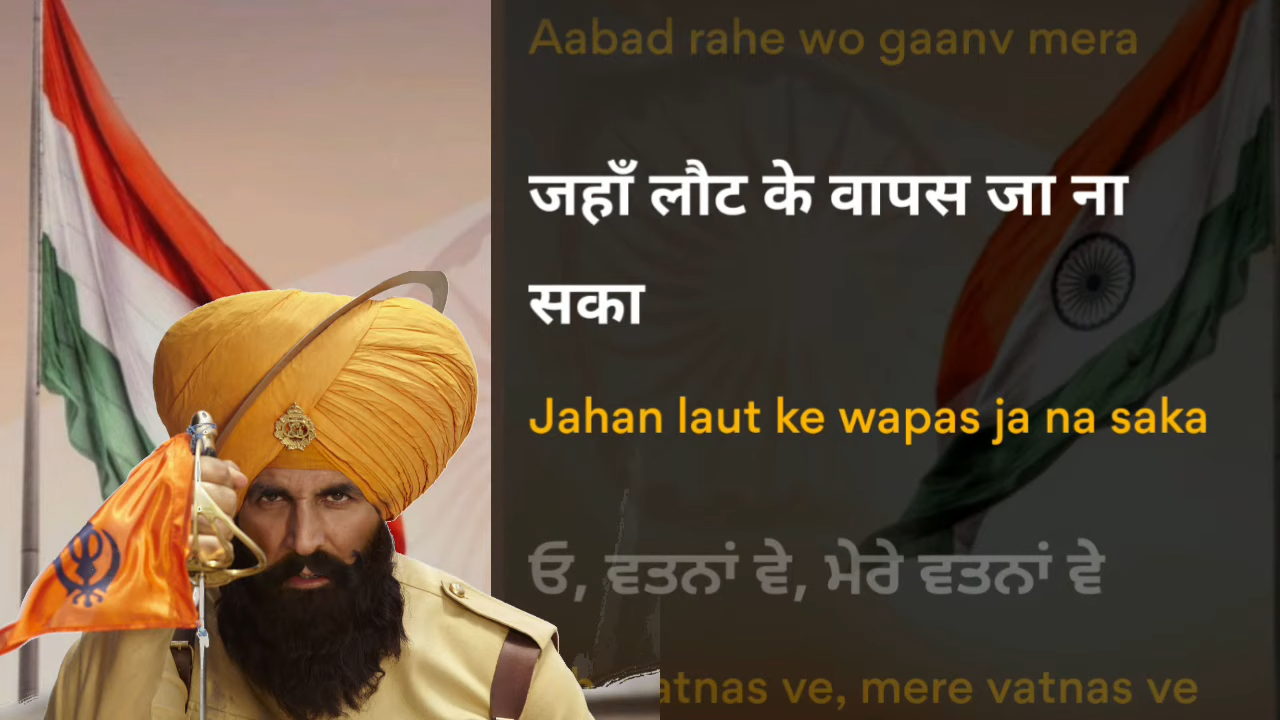 Aabad rahe wo gaanv mera
जहाँ लौट के वापस जा ना
सका
Jahan laut ke wapas ja na saka
ਓ, ਵਤਨਾਂ ਵੇ, ਮੇਰੇ ਵਤਨਾਂ ਵੇ
ve, mere vatnas ve